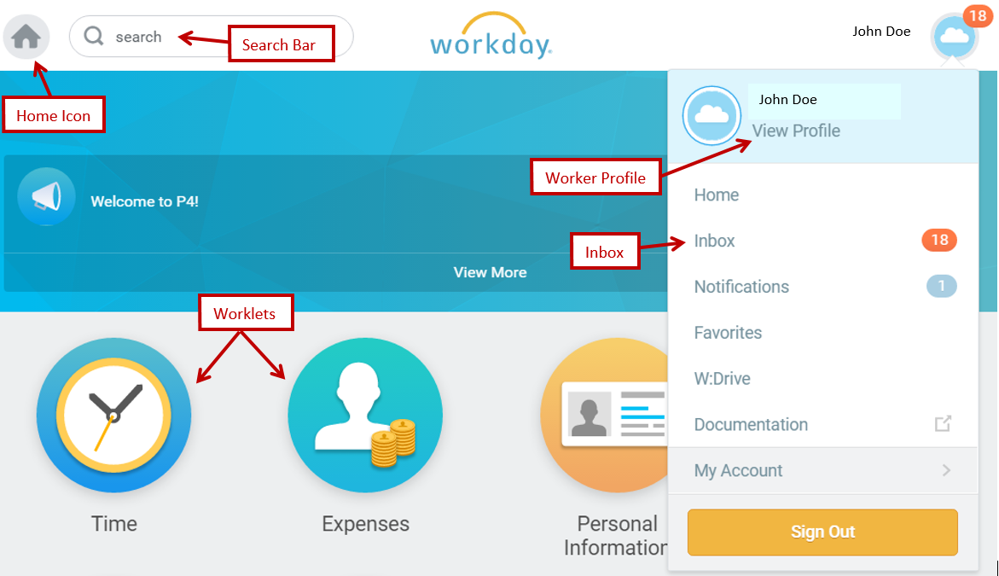 18
search
Search Bar
workday.
John Doe
Home Icon
John Doe
View Profile
Worker Profile
Welcome to P4!
Home
Inbox
Inbox
18
View More
Notifications
1
Worklets
Favorites
W:Drive
Documentation
My Account
Time
Expenses
Personal
Information
Sign Out